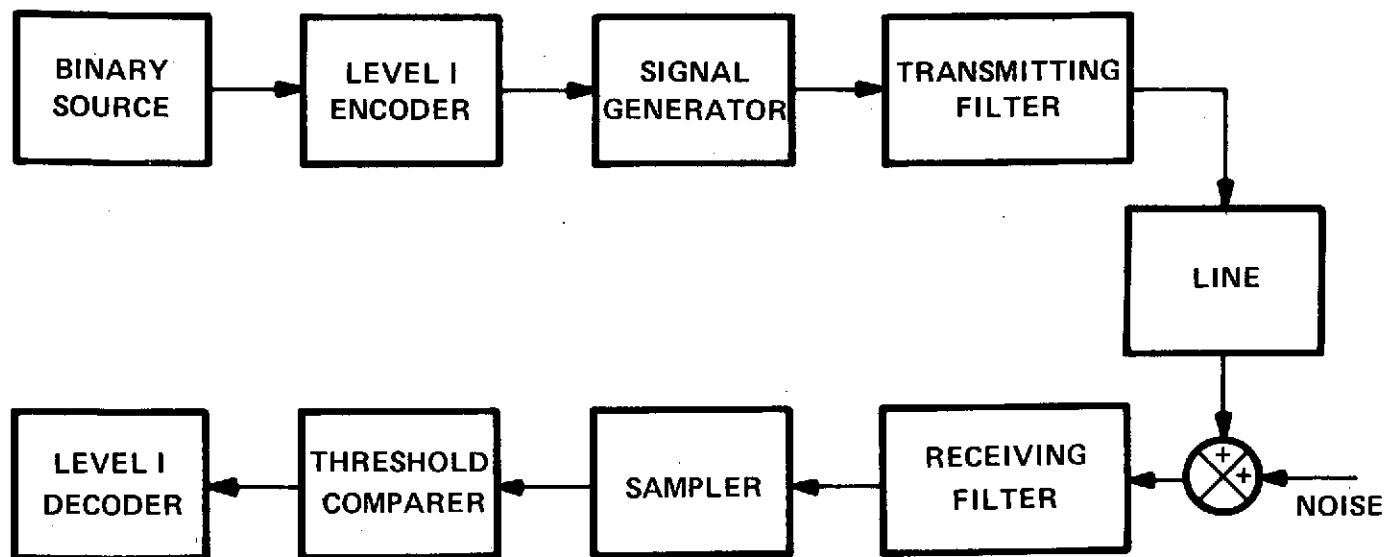 BINARY
SOURCE
LEVEL I
ENCODER
SIGNAL
GENERATOR
TRANSMITTING
FILTER
LINE
+
+
NOISE
RECEIVING
FILTER
SAMPLER
THRESHOLD
COMPARER
LEVEL I
DECODER